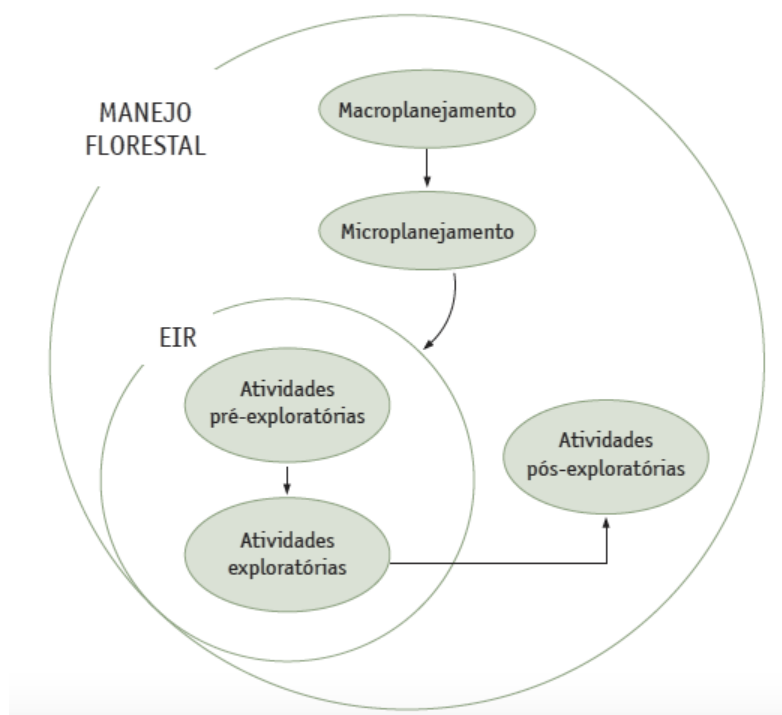 MANEJO
FLORESTAL
Macroplanejamento
Microplanejamento
EIR
Atividades
pré-exploratórias
Atividades
exploratórias
Atividades
pós-exploratórias